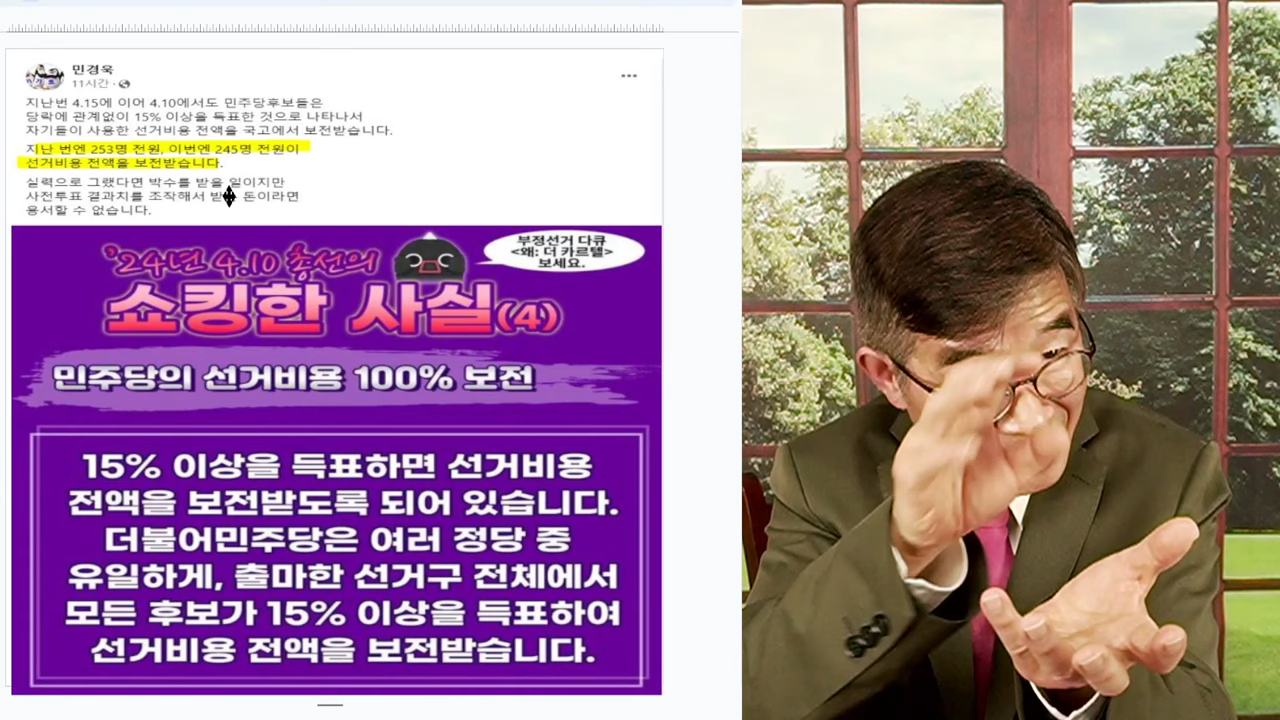 민경욱
11시간 ·
지난번 4.15에 이어 4.10에서도 민주당후보들은
당락에 관계없이 15% 이상을 득표한 것으로 나타나서
자기들이 사용한 선거비용 전액을 국고에서 보전받습니다.
지난 번엔 253명 전원, 이번엔 245명 전원이
선거비용 전액을 보전받습니다.
실력으로 그랬다면 박수를 받을 일이지만
사전투표 결과치를 조작해서 받 돈이라면
용서할 수 없습니다.
부정선거 다큐
<왜: 더 카르텔>
보세요.
'24년 4.10 총선의
쇼킹한 사실(4)
민주당의 선거비용 100% 보전
15% 이상을 득표하면 선거비용
전액을 보전받도록 되어 있습니다.
더불어민주당은 여러 정당 중
유일하게, 출마한 선거구 전체에서
모든 후보가 15% 이상을 득표하여
선거비용 전액을 보전받습니다.